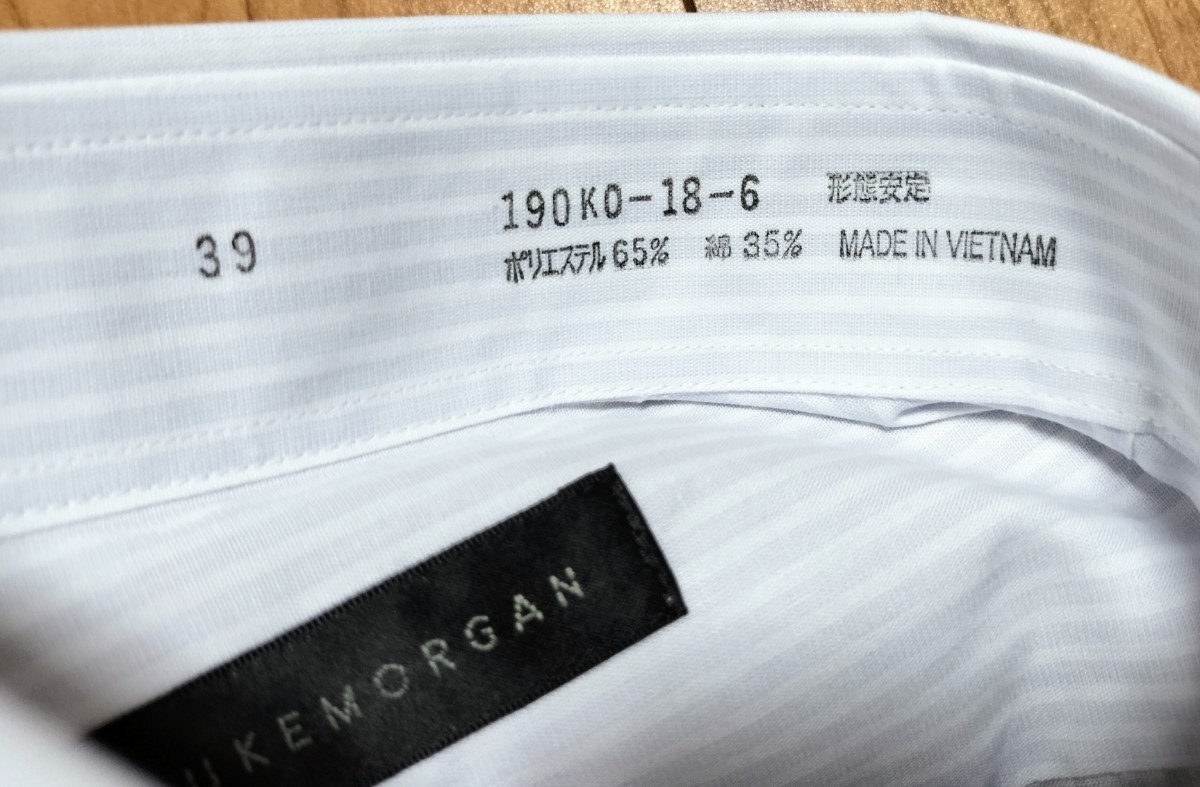 39
190K0-18-6 形態安定
ポリエステル65% 綿 35% MADE IN VIETNAM
UKEMORGAN